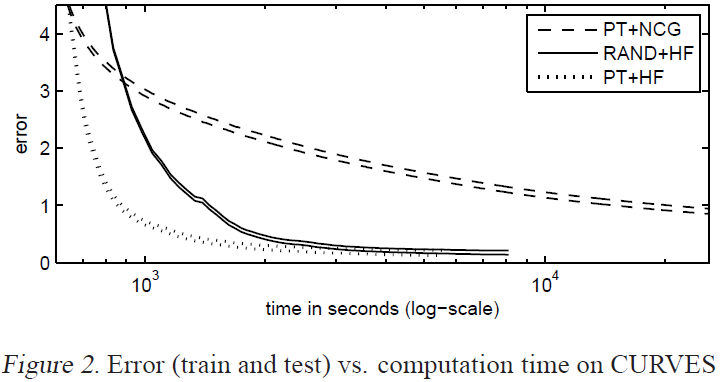 4
3
2
1
0
error
PT+NCG
RAND+HF
PT+HF
10^3
10^4
time in seconds (log−scale)
Figure 2. Error (train and test) vs. computation time on CURVES